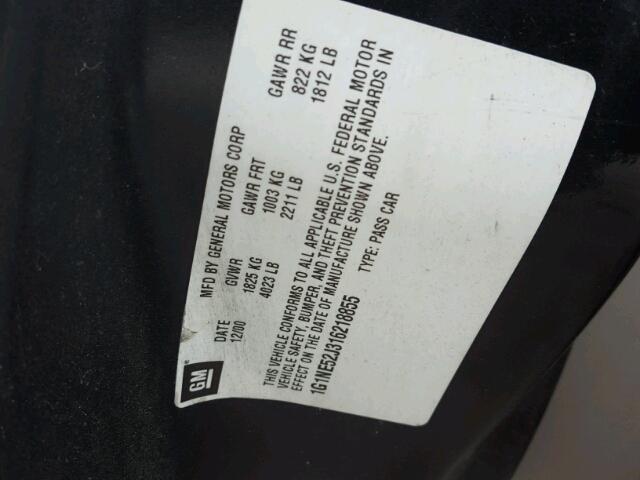 GM
MFD BY GENERAL MOTORS CORP
DATE GVWR GAWR FRT GAWR RR
12/00 1825 KG 1003 KG 822 KG
4023 LB 2211 LB 1812 LB
THIS VEHICLE CONFORMS TO ALL APPLICABLE U.S. FEDERAL MOTOR
VEHICLE SAFETY, BUMPER, AND THEFT PREVENTION STANDARDS IN
EFFECT ON THE DATE OF MANUFACTURE SHOWN ABOVE.
1G1NE52J316218855 TYPE: PASS CAR